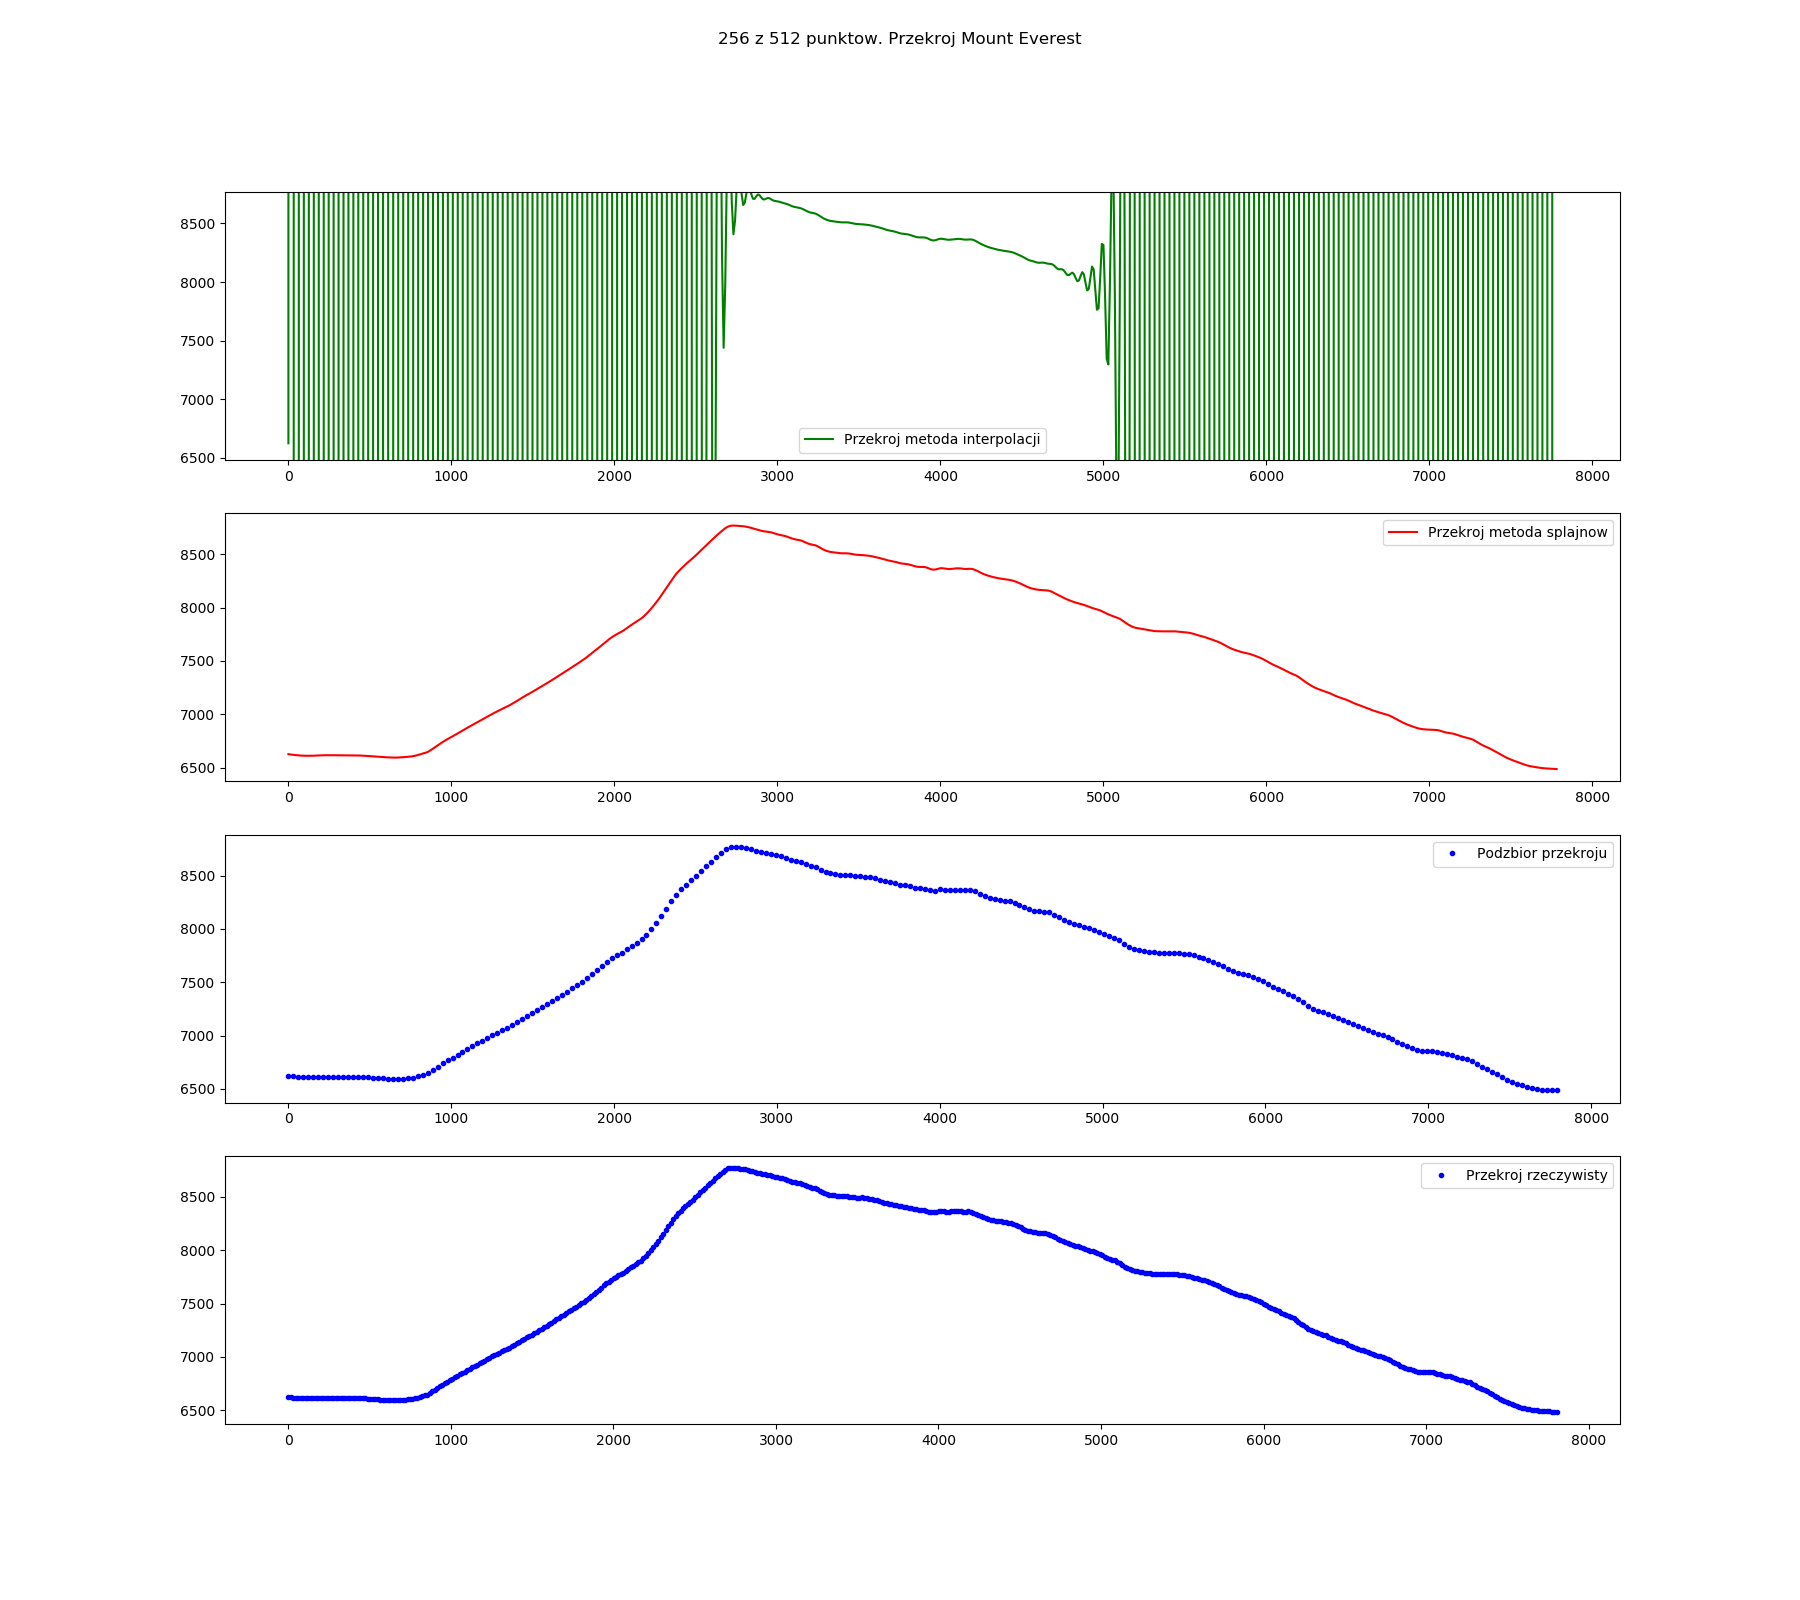 256 z 512 punktow. Przekroj Mount Everest
8500
8000
7500
7000
6500
Przekroj metoda interpolacji
0 1000 2000 3000 4000 5000 6000 7000 8000
Przekroj metoda splajnow
8500
8000
7500
7000
6500
0 1000 2000 3000 4000 5000 6000 7000 8000
Podzbior przekroju
8500
8000
7500
7000
6500
0 1000 2000 3000 4000 5000 6000 7000 8000
Przekroj rzeczywisty
8500
8000
7500
7000
6500
0 1000 2000 3000 4000 5000 6000 7000 8000